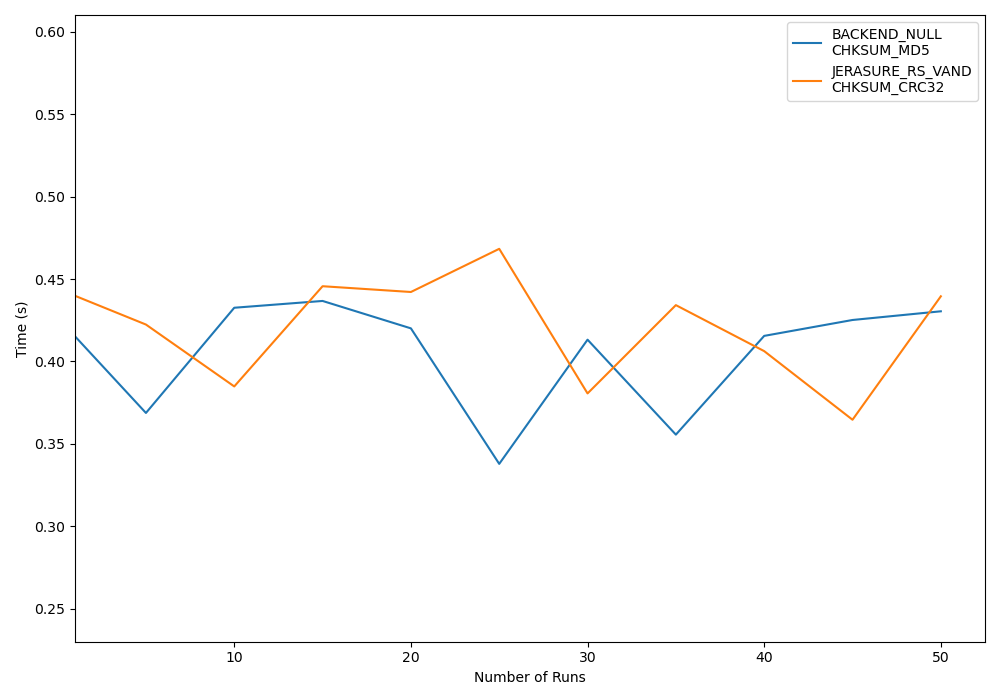 0.60
0.55
0.50
0.45
0.40
0.35
0.30
0.25
Time (s)
10 20 30 40 50
Number of Runs
BACKEND_NULL
CHKSUM_MD5
JERASURE_RS_VAND
CHKSUM_CRC32